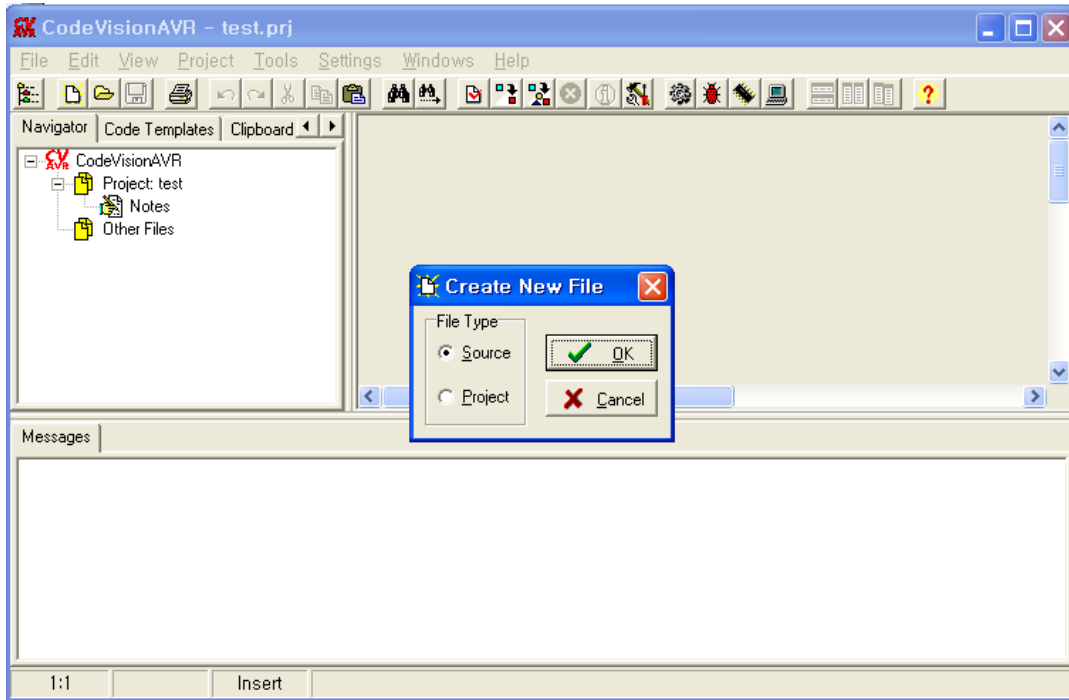 CodeVisionAVR - test.prj
File Edit View Project Tools Settings Windows Help
Navigator Code Templates Clipboard
CodeVisionAVR
Project: test
Notes
Other Files
Create New File
File Type
Source OK
Project Cancel
Messages
1:1 Insert